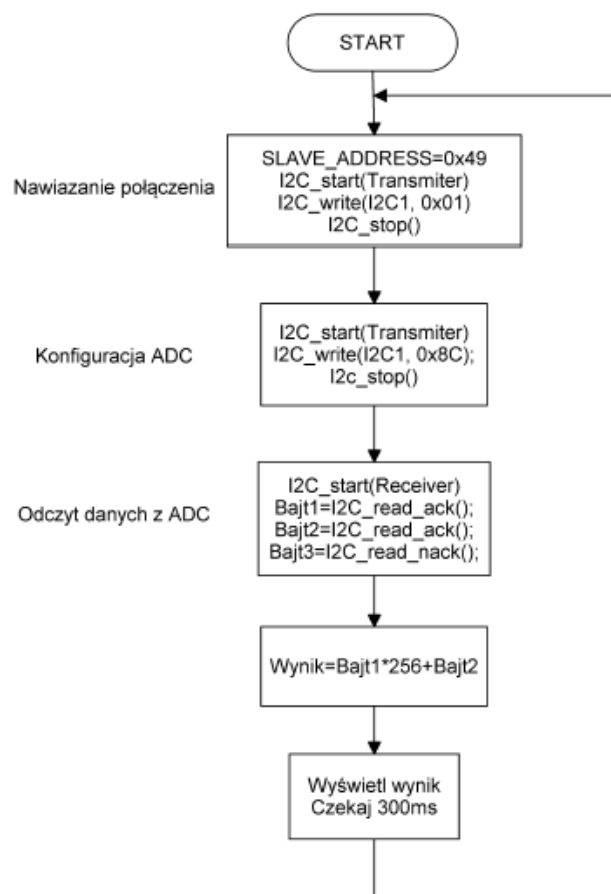 START
Nawiazanie połączenia
SLAVE_ADDRESS=0x49
I2C_start(Transmiter)
I2C_write(I2C1, 0x01)
I2C_stop()
Konfiguracja ADC
I2C_start(Transmiter)
I2C_write(I2C1, 0x8C);
I2c_stop()
Odczyt danych z ADC
I2C_start(Receiver)
Bajt1=I2C_read_ack();
Bajt2=I2C_read_ack();
Bajt3=I2C_read_nack();
Wynik=Bajt1*256+Bajt2
Wyświetl wynik
Czekaj 300ms